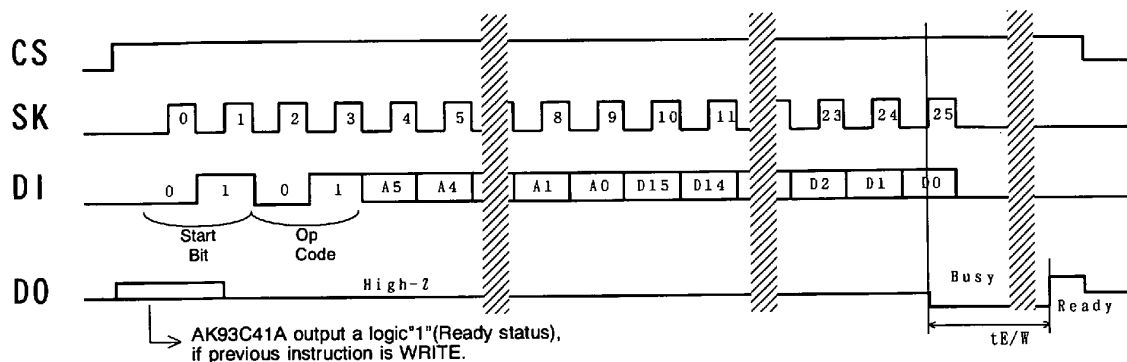 CS
SK 0 1 2 3 4 5 8 9 10 11 23 24 25
DI 0 1 0 1 A5 A4 A1 A0 D15 D14 D2 D1 D0
Start Bit
Op Code
DO High-Z Busy Ready
tE/W
AK93C41A output a logic"1"(Ready status),
if previous instruction is WRITE.